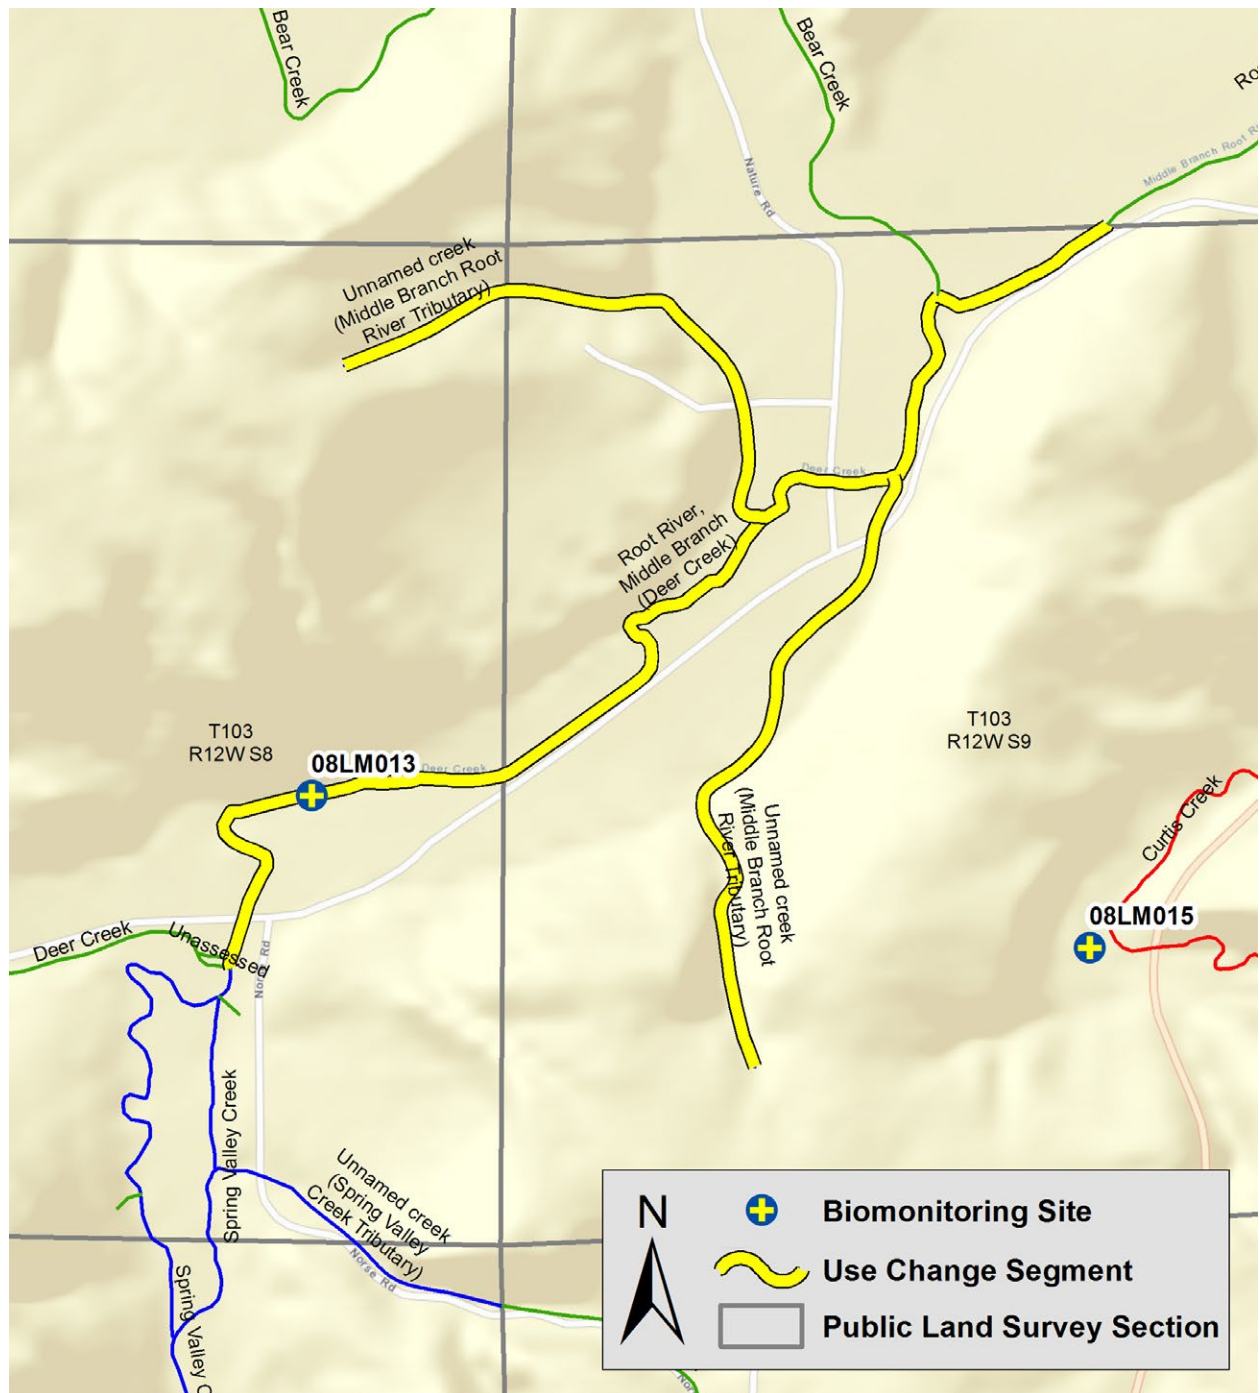 Bear Creek
Bear Creek
Nature Rd
Middle Branch Root
Unnamed creek
(Middle Branch Root
River Tributary)
Deer Creek
Root River,
Middle Branch
(Deer Creek)
T103
R12W S8
T103
R12W S9
08LM013
Deer Creek
Unnamed creek
(Middle Branch Root
River Tributary)
Curtis Creek
08LM015
Deer Creek
Unassessed
Norse Rd
Spring Valley Creek
Unnamed creek
(Spring Valley
Creek Tributary)
Norse Rd
Spring Valley C
N
Biomonitoring Site
Use Change Segment
Public Land Survey Section